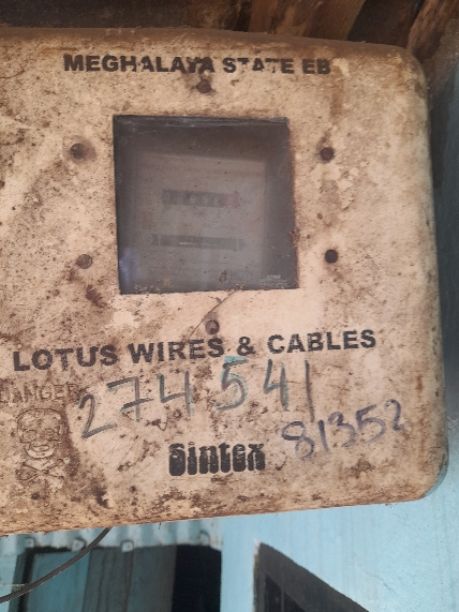 MEGHALAYA STATE EB
LOTUS WIRES & CABLES
DANGER
274541
Sintex
81352